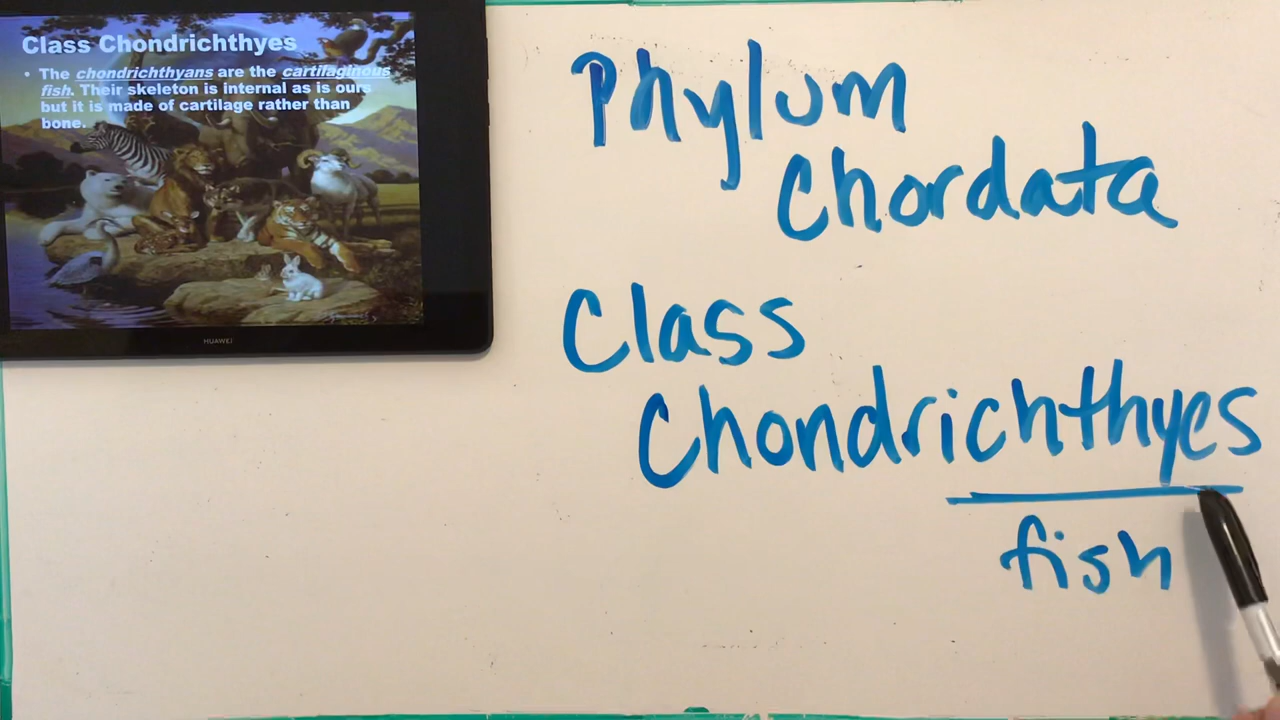 Class Chondrichthyes
• The chondrichthyans are the cartilaginous
fish. Their skeleton is internal as is ours
but it is made of cartilage rather than
bone.
HUAWEI
Phylum
Chordata
Class
Chondrichthyes
fish